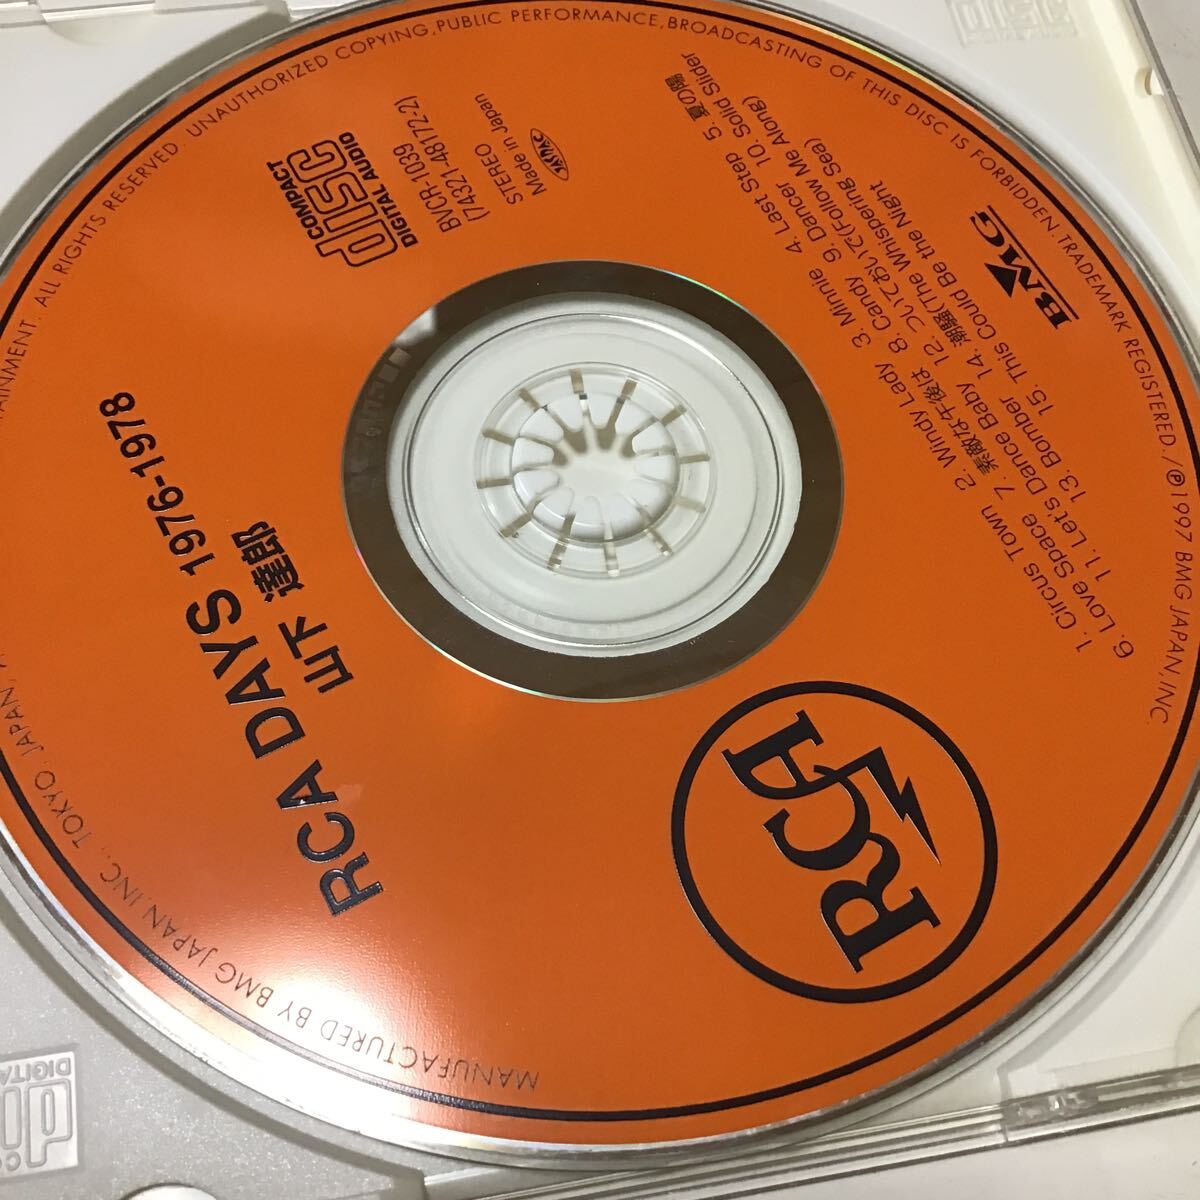 RCA DAYS 1976-1978
山下 達郎
RCA
BMG
1. Circus Town 2. Windy Lady 3. Minnie 4. Last Step 5. 夏の陽
6. Love Space 7. 素敵な午後は 8. Candy 9. Dancer 10. Solid Slider
11. Let's Dance Baby 12. ついておいで(Follow Me Along)
13. Bomber 14. 潮騒(The Whispering Sea)
15. This Could Be the Night
COMPACT
disc
DIGITAL AUDIO
BVCR-1039
(74321-48172-2)
STEREO
Made in Japan
JASRAC
MANUFACTURED BY BMG JAPAN, INC., TOKYO, JAPAN,
TAINMENT. ALL RIGHTS RESERVED. UNAUTHORIZED COPYING, PUBLIC PERFORMANCE, BROADCASTING OF THIS DISC IS FORBIDDEN. TRADEMARK REGISTERED. /℗1997 BMG JAPAN, INC.
disc
DIGITA